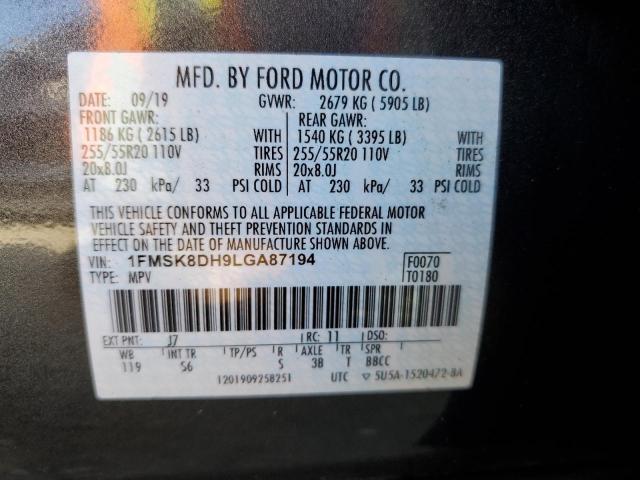 MFD. BY FORD MOTOR CO.
DATE: 09/19 GVWR: 2679 KG ( 5905 LB)
FRONT GAWR: REAR GAWR:
1186 KG ( 2615 LB) WITH 1540 KG ( 3395 LB) WITH
255/55R20 110V TIRES 255/55R20 110V TIRES
20x8.0J RIMS 20x8.0J RIMS
AT 230 kPa/ 33 PSI COLD AT 230 kPa/ 33 PSI COLD
THIS VEHICLE CONFORMS TO ALL APPLICABLE FEDERAL MOTOR
VEHICLE SAFETY AND THEFT PREVENTION STANDARDS IN
EFFECT ON THE DATE OF MANUFACTURE SHOWN ABOVE.
VIN: 1FMSK8DH9LGA87194 F0070
TYPE: MPV T0180
EXT PNT: J7 RC: 11 DSO:
WB INT TR TP/PS R AXLE TR SPR
119 S6 S 3B T BBCC
1201909258251 UTC 5U5A-1520472-BA